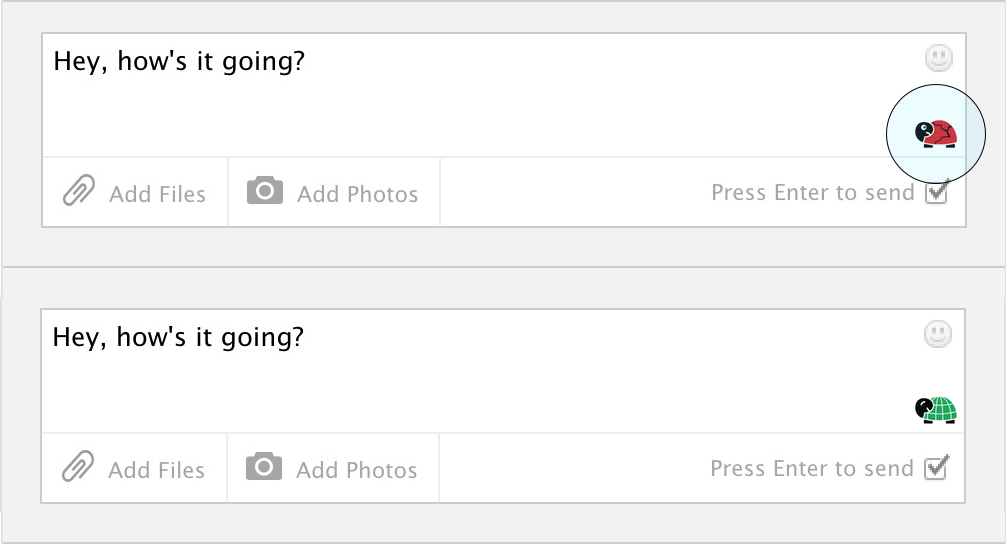 Hey, how's it going?
Add Files
Add Photos
Press Enter to send
Hey, how's it going?
Add Files
Add Photos
Press Enter to send